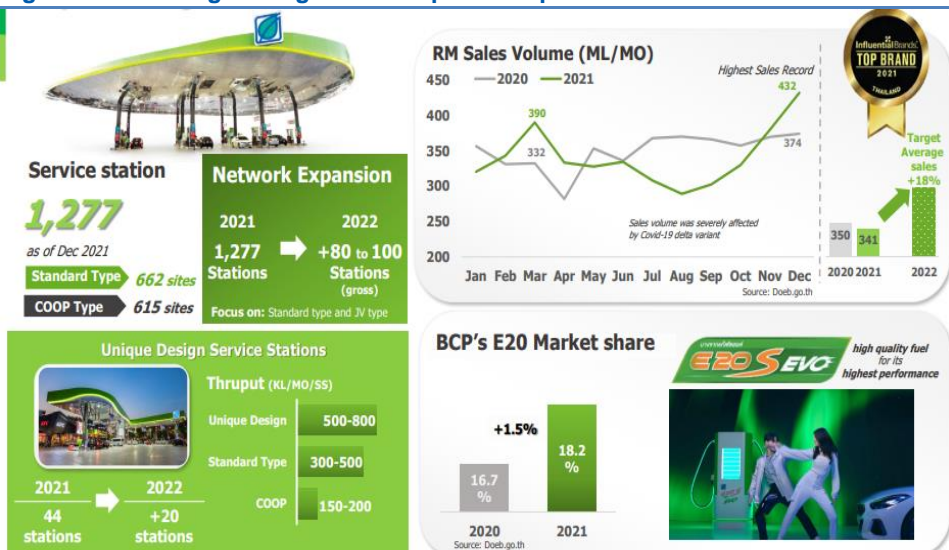 Service station
1,277
as of Dec 2021
Standard Type 662 sites
COOP Type 615 sites
Network Expansion
2021 2022
1,277 +80 to 100
Stations Stations
(gross)
Focus on: Standard type and JV type
RM Sales Volume (ML/MO)
2020 2021
Highest Sales Record
450
400
350
300
250
200
390
332
432
374
Sales volume was severely affected
by Covid-19 delta variant
Jan Feb Mar Apr May Jun Jul Aug Sep Oct Nov Dec
Source: Doeb.go.th
Influential Brands
TOP BRAND
2021
THAILAND
Target
Average
sales
+18%
350 341
2020 2021 2022
Unique Design Service Stations
Thruput (KL/MO/SS)
Unique Design 500-800
Standard Type 300-500
COOP 150-200
2021 2022
44 +20
stations stations
BCP's E20 Market share
+1.5%
16.7
%
18.2
%
2020 2021
Source: Doeb.go.th
E20 S EVO
high quality fuel
for its
highest performance